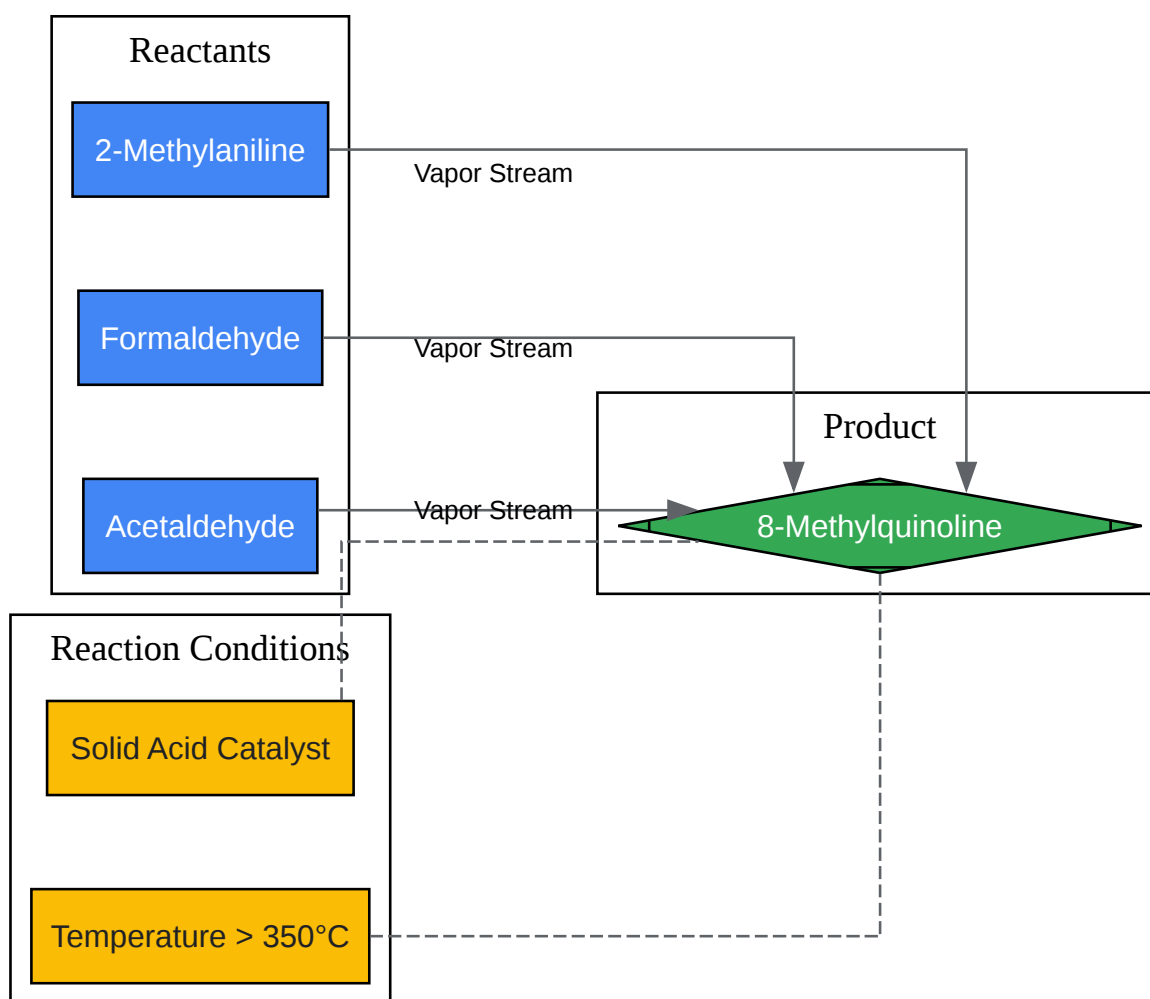 Reactants
2-Methylaniline
Vapor Stream
Formaldehyde
Vapor Stream
Product
Acetaldehyde
Vapor Stream
8-Methylquinoline
Reaction Conditions
Solid Acid Catalyst
Temperature > 350°C